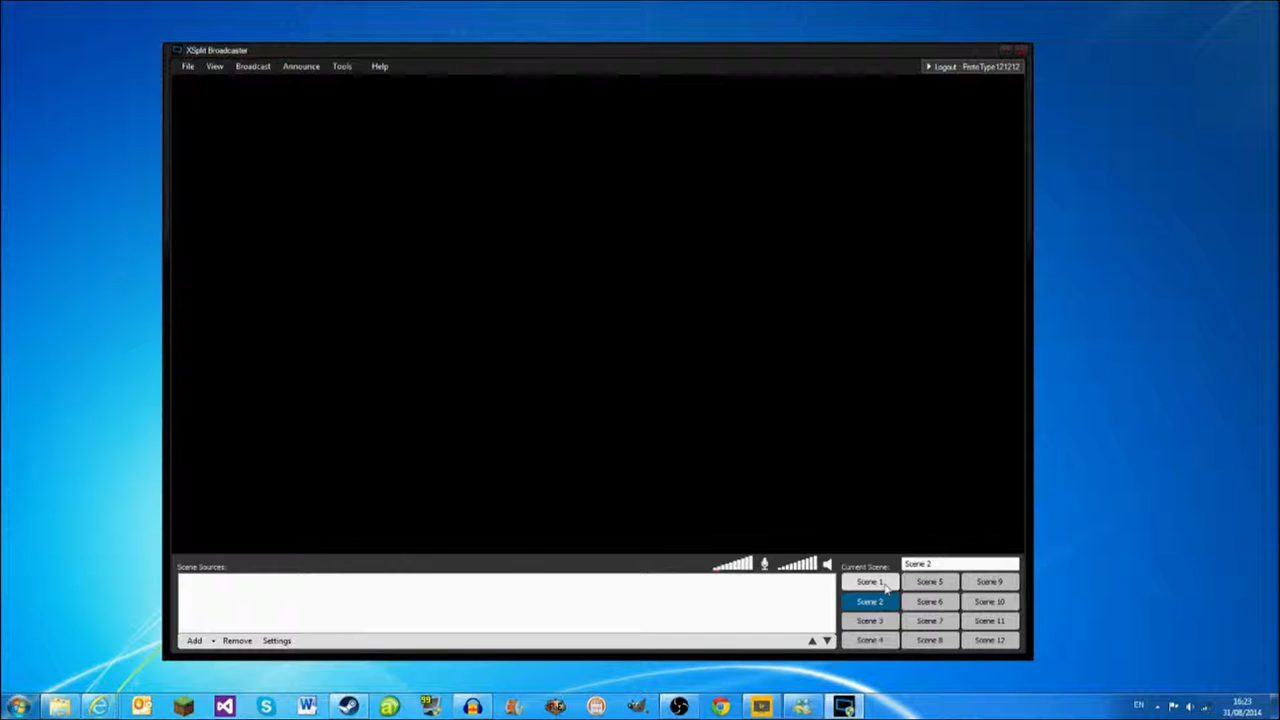 XSplit Broadcaster
File View Broadcast Announce Tools Help
Logout : ProtoType121212
Scene Sources:
Current Scene: Scene 2
Scene 1 Scene 5 Scene 9
Scene 2 Scene 6 Scene 10
Scene 3 Scene 7 Scene 11
Scene 4 Scene 8 Scene 12
Add Remove Settings
99
EN
16:23
31/08/2014